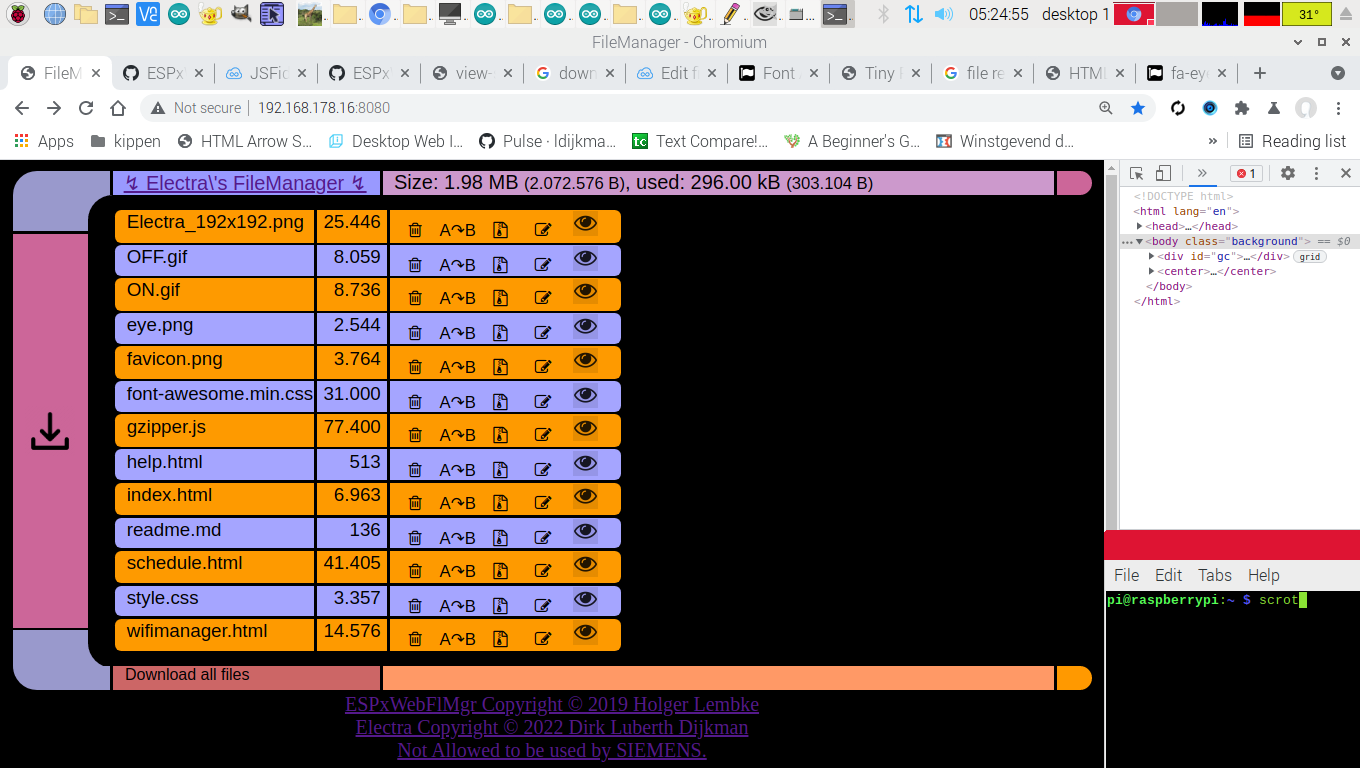 05:24:55 desktop 1 31°
FileManager - Chromium
FileM ESPx JSFid ESPx view- down Edit fi Font A Tiny file re HTML fa-eye
Not secure 192.168.178.16:8080
Apps kippen HTML Arrow S... Desktop Web I... Pulse · ldijkma... Text Compare!... A Beginner's G... Winstgevend d... » Reading list
↯ Electra\'s FileManager ↯ Size: 1.98 MB (2.072.576 B), used: 296.00 kB (303.104 B)
Electra_192x192.png 25.446 A↷B
OFF.gif 8.059 A↷B
ON.gif 8.736 A↷B
eye.png 2.544 A↷B
favicon.png 3.764 A↷B
font-awesome.min.css 31.000 A↷B
gzipper.js 77.400 A↷B
help.html 513 A↷B
index.html 6.963 A↷B
readme.md 136 A↷B
schedule.html 41.405 A↷B
style.css 3.357 A↷B
wifimanager.html 14.576 A↷B
Download all files
ESPxWebFlMgr Copyright © 2019 Holger Lembke
Electra Copyright © 2022 Dirk Luberth Dijkman
Not Allowed to be used by SIEMENS.
» 1
<!DOCTYPE html>
<html lang="en">
<head>…</head>
<body class="background"> == $0
<div id="gc">…</div> grid
<center>…</center>
</body>
</html>
File Edit Tabs Help
pi@raspberrypi:~ $ scrot